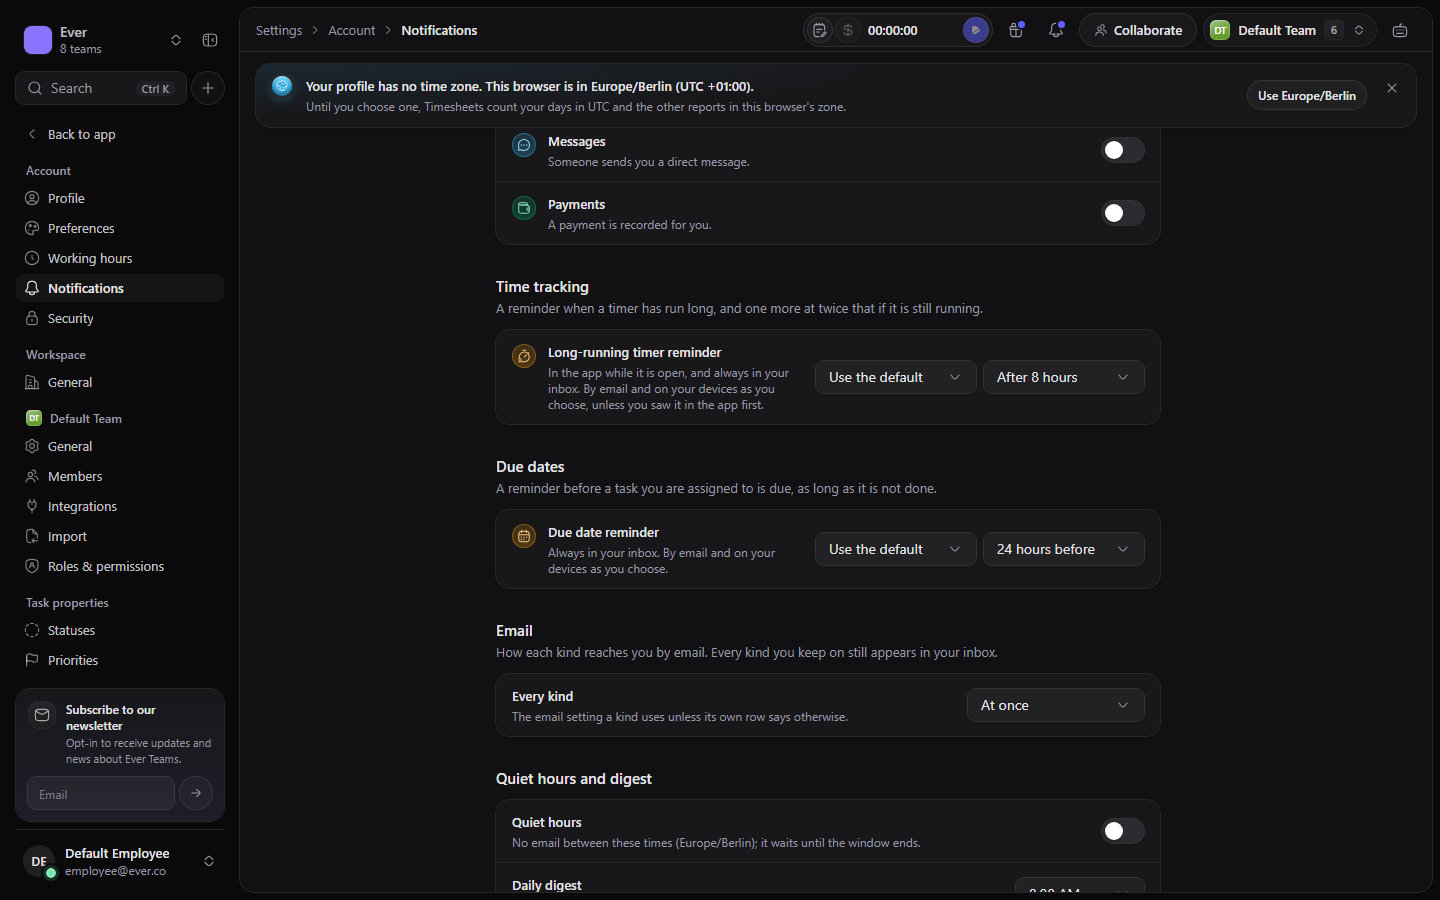 Ever
8 teams
Search
Ctrl K
Back to app
Account
Profile
Preferences
Working hours
Notifications
Security
Workspace
General
DT
Default Team
General
Members
Integrations
Import
Roles & permissions
Task properties
Statuses
Priorities
Subscribe to our
newsletter
Opt-in to receive updates and
news about Ever Teams.
Email
DE
Default Employee
employee@ever.co
Settings
Account
Notifications
00:00:00
Collaborate
DT
Default Team
6
Your profile has no time zone. This browser is in Europe/Berlin (UTC +01:00).
Until you choose one, Timesheets count your days in UTC and the other reports in this browser's zone.
Use Europe/Berlin
Messages
Someone sends you a direct message.
Payments
A payment is recorded for you.
Time tracking
A reminder when a timer has run long, and one more at twice that if it is still running.
Long-running timer reminder
In the app while it is open, and always in your
inbox. By email and on your devices as you
choose, unless you saw it in the app first.
Use the default
After 8 hours
Due dates
A reminder before a task you are assigned to is due, as long as it is not done.
Due date reminder
Always in your inbox. By email and on your
devices as you choose.
Use the default
24 hours before
Email
How each kind reaches you by email. Every kind you keep on still appears in your inbox.
Every kind
The email setting a kind uses unless its own row says otherwise.
At once
Quiet hours and digest
Quiet hours
No email between these times (Europe/Berlin); it waits until the window ends.
Daily digest